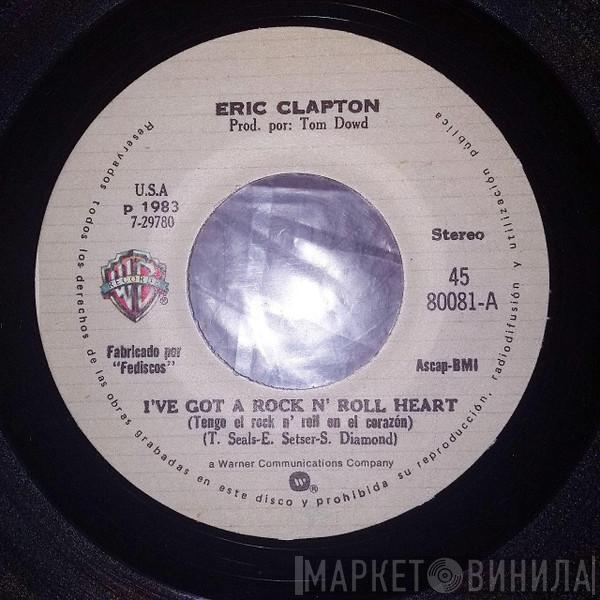 ERIC CLAPTON
Prod. por: Tom Dowd
U.S.A
p 1983
7-29780
Stereo
45
80081-A
WB
RECORDS
®
Fabricado por
"Fediscos"
Ascap-BMI
I'VE GOT A ROCK N' ROLL HEART
(Tengo el rock n' roll en el corazón)
(T. Seals-E. Setser-S. Diamond)
a Warner Communications Company
W®
Reservados todos los derechos de las obras grabadas en este disco y prohibida su reproducción, radiodifusión y utilización pública
МАРКЕТ ВИНИЛА